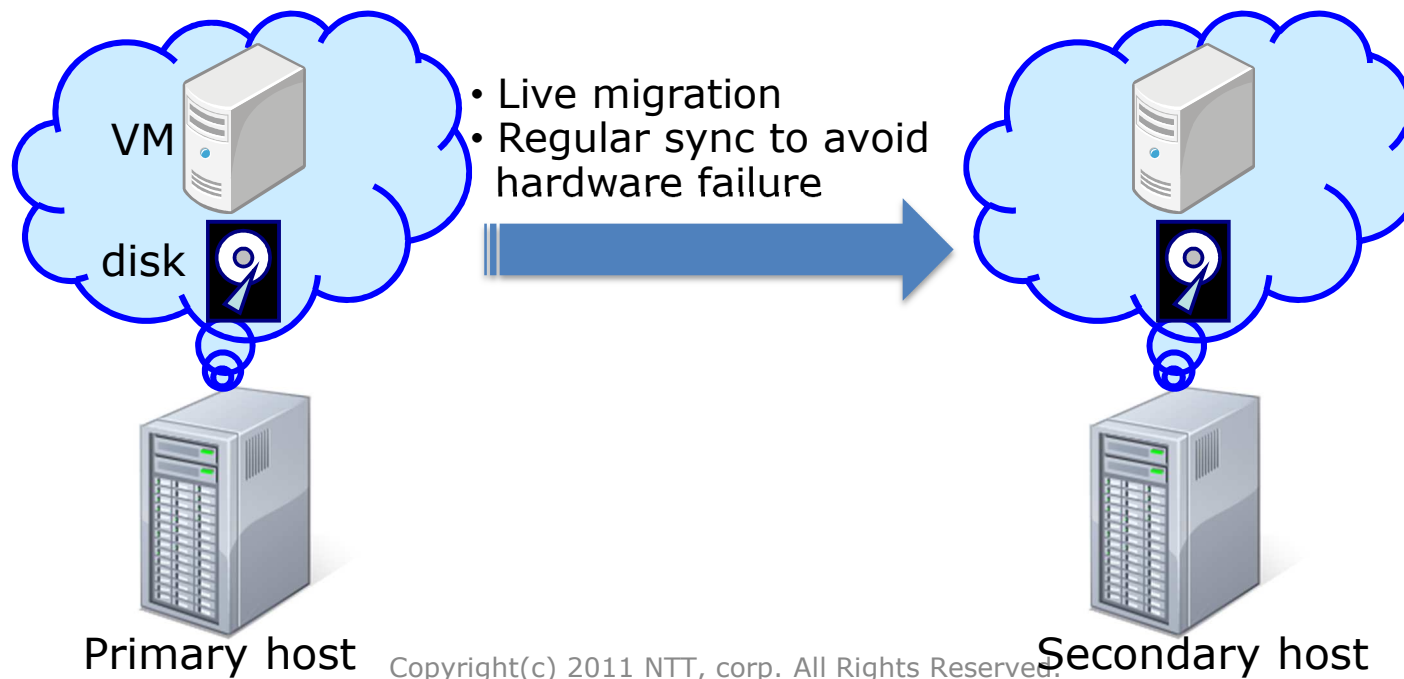 VM
disk
• Live migration
• Regular sync to avoid
hardware failure
Primary host
Copyright(c) 2011 NTT, corp. All Rights Reserved.
Secondary host